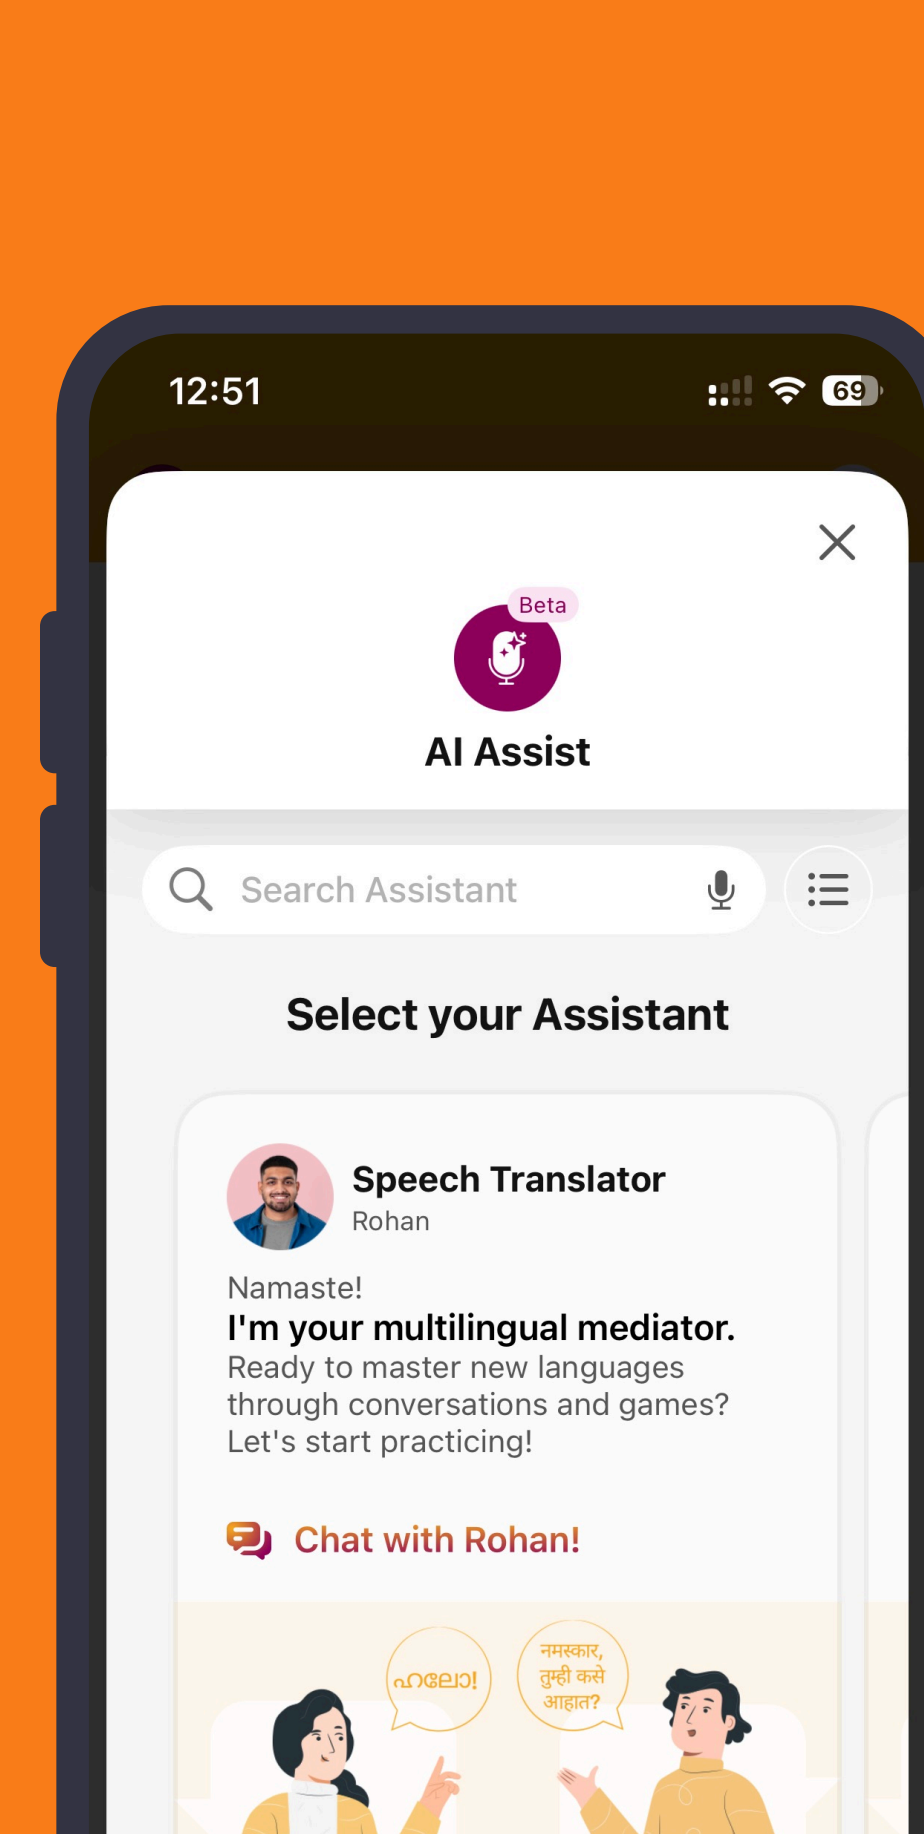 12:51
69
Beta
AI Assist
Search Assistant
Select your Assistant
Speech Translator
Rohan
Namaste!
I'm your multilingual mediator.
Ready to master new languages
through conversations and games?
Let's start practicing!
Chat with Rohan!
ഹലോ!
नमस्कार,
तुम्ही कसे
आहात?